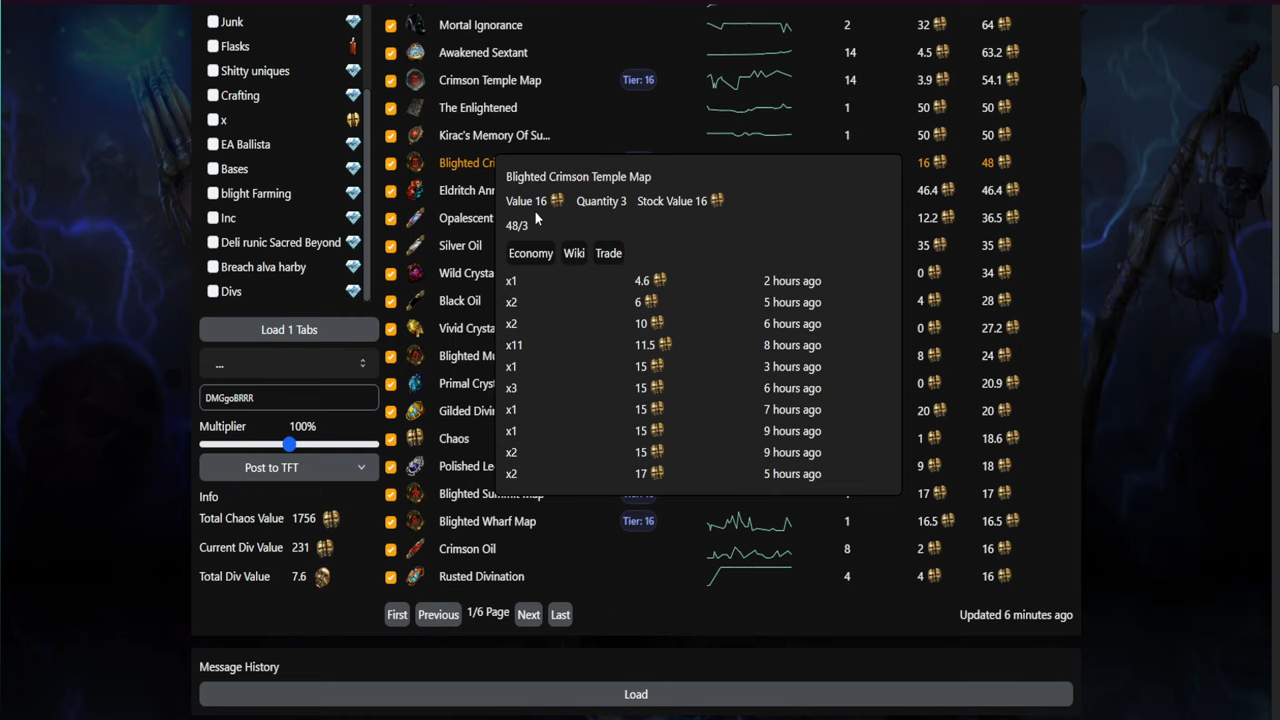 Junk
Flasks
Shitty uniques
Crafting
x
EA Ballista
Bases
blight Farming
Inc
Deli runic Sacred Beyond
Breach alva harby
Divs
Load 1 Tabs
...
DMGgoBRRR
Multiplier 100%
Post to TFT
Info
Total Chaos Value 1756
Current Div Value 231
Total Div Value 7.6
Mortal Ignorance 2 32 64
Awakened Sextant 14 4.5 63.2
Crimson Temple Map Tier: 16 14 3.9 54.1
The Enlightened 1 50 50
Kirac's Memory Of Su... 1 50 50
Blighted Cri 16 48
Eldritch Ann 46.4 46.4
Opalescent 12.2 36.5
Silver Oil 35 35
Wild Crysta 0 34
Black Oil 4 28
Vivid Crysta 0 27.2
Blighted Mu 8 24
Primal Cryst 0 20.9
Gilded Divin 20 20
Chaos 1 18.6
Polished Le 9 18
Blighted Summit Map 17 17
Blighted Wharf Map Tier: 16 1 16.5 16.5
Crimson Oil 8 2 16
Rusted Divination 4 4 16
Blighted Crimson Temple Map
Value 16 Quantity 3 Stock Value 16
48/3
Economy Wiki Trade
x1 4.6 2 hours ago
x2 6 5 hours ago
x2 10 6 hours ago
x11 11.5 8 hours ago
x1 15 3 hours ago
x3 15 6 hours ago
x1 15 7 hours ago
x1 15 9 hours ago
x2 15 9 hours ago
x2 17 5 hours ago
First Previous 1/6 Page Next Last
Updated 6 minutes ago
Message History
Load